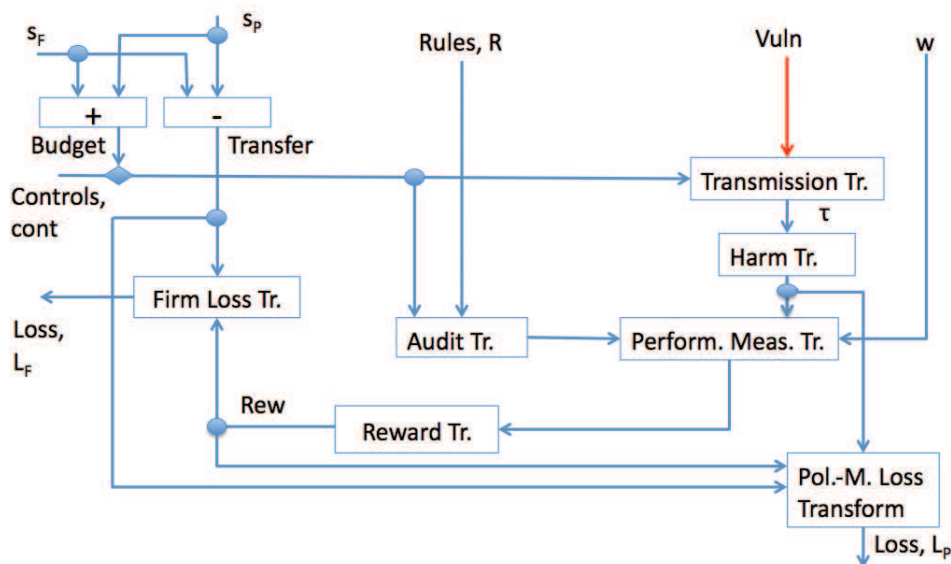 s_P
s_F
Rules, R
Vuln
w
+
-
Budget
Transfer
Controls,
cont
Transmission Tr.
τ
Harm Tr.
Firm Loss Tr.
Loss,
L_F
Audit Tr.
Perform. Meas. Tr.
Rew
Reward Tr.
Pol.-M. Loss
Transform
Loss, L_P